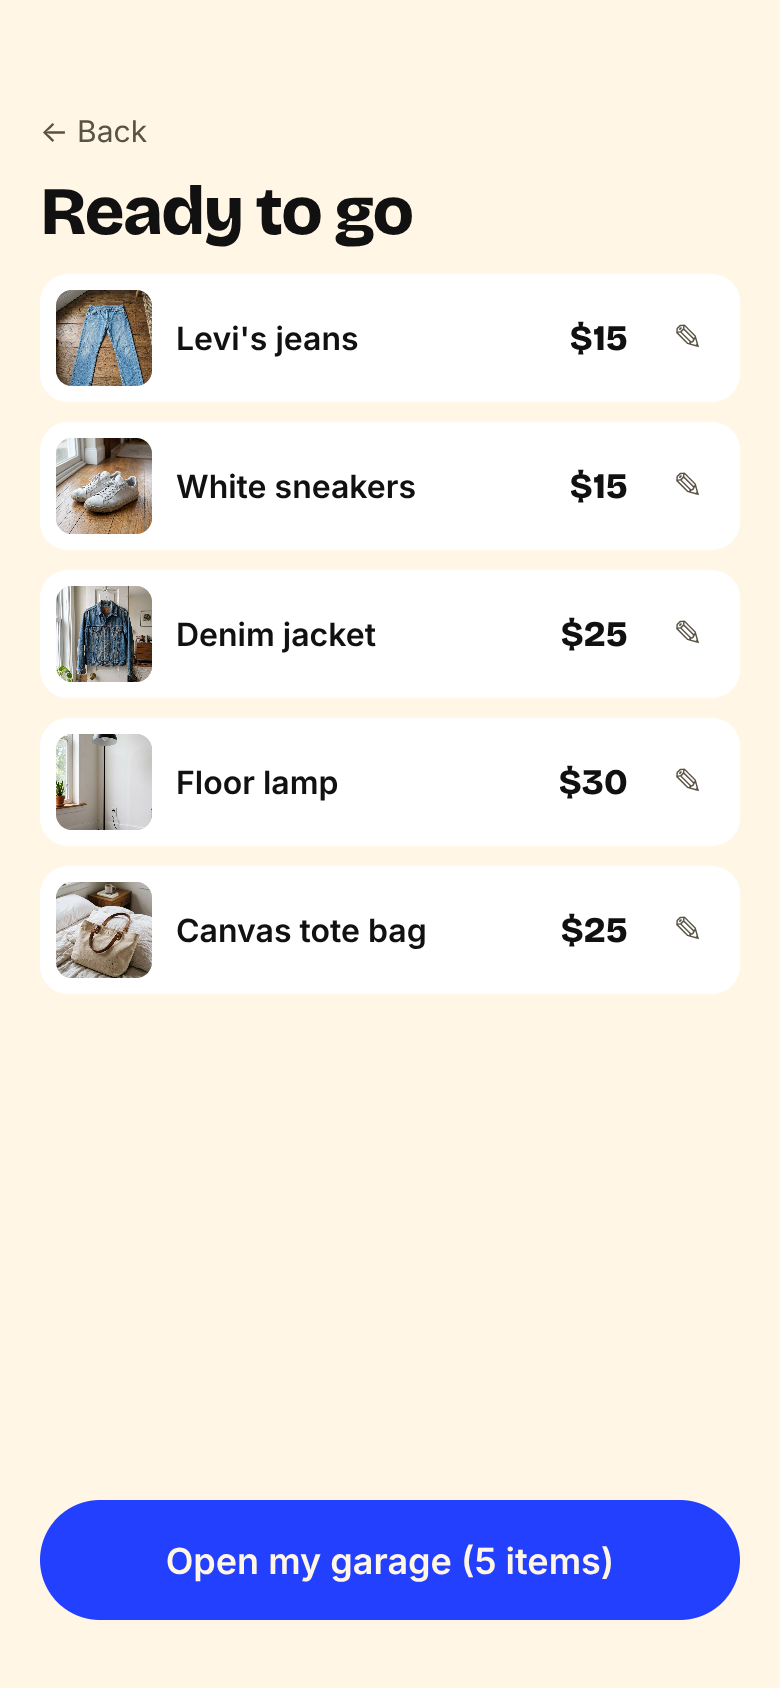 ← Back
Ready to go
Levi's jeans $15 ✎
White sneakers $15 ✎
Denim jacket $25 ✎
Floor lamp $30 ✎
Canvas tote bag $25 ✎
Open my garage (5 items)